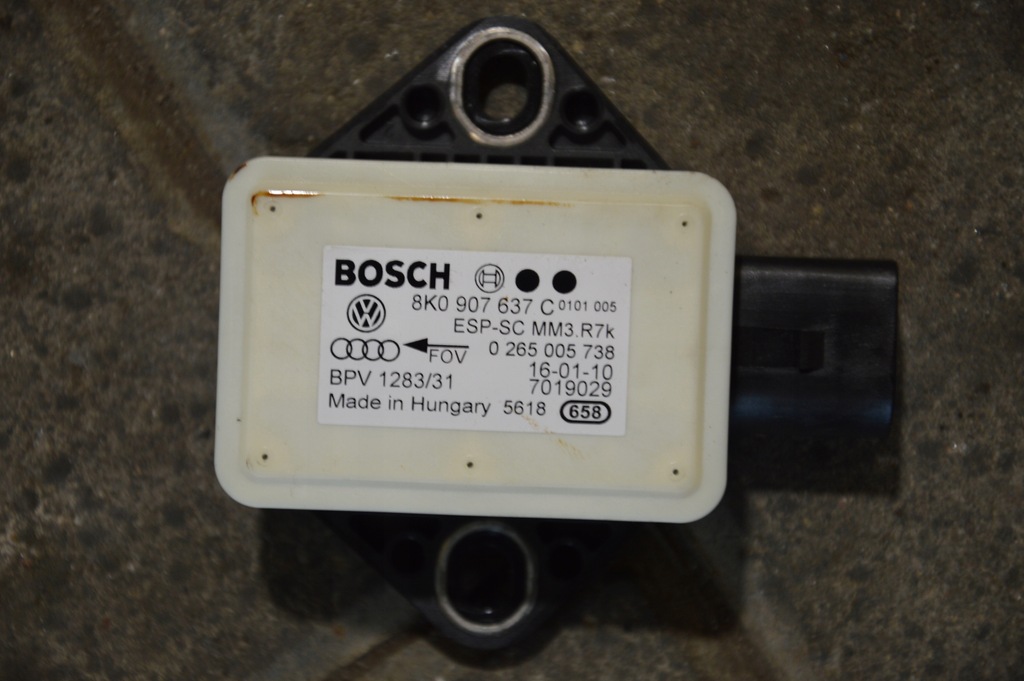 BOSCH
8K0 907 637 C 0101 005
ESP-SC MM3.R7k
FOV 0 265 005 738
16-01-10
BPV 1283/31 7019029
Made in Hungary 5618 658